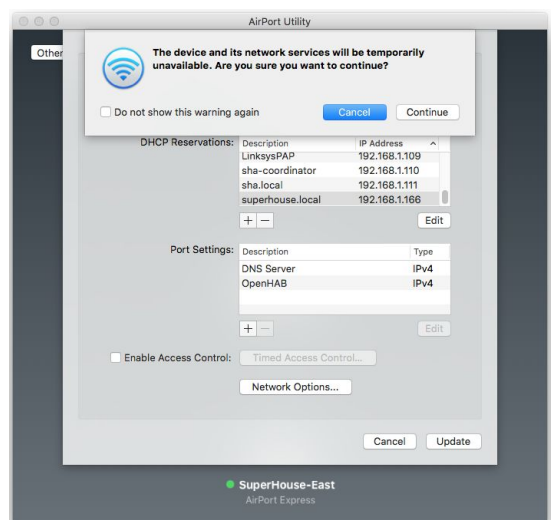 AirPort Utility
Other
The device and its network services will be temporarily
unavailable. Are you sure you want to continue?
Do not show this warning again
Cancel
Continue
DHCP Reservations:
Description IP Address
LinksysPAP 192.168.1.109
sha-coordinator 192.168.1.110
sha.local 192.168.1.111
superhouse.local 192.168.1.166
+ −
Edit
Port Settings:
Description Type
DNS Server IPv4
OpenHAB IPv4
+ −
Edit
Enable Access Control:
Timed Access Control...
Network Options...
Cancel
Update
SuperHouse-East
AirPort Express